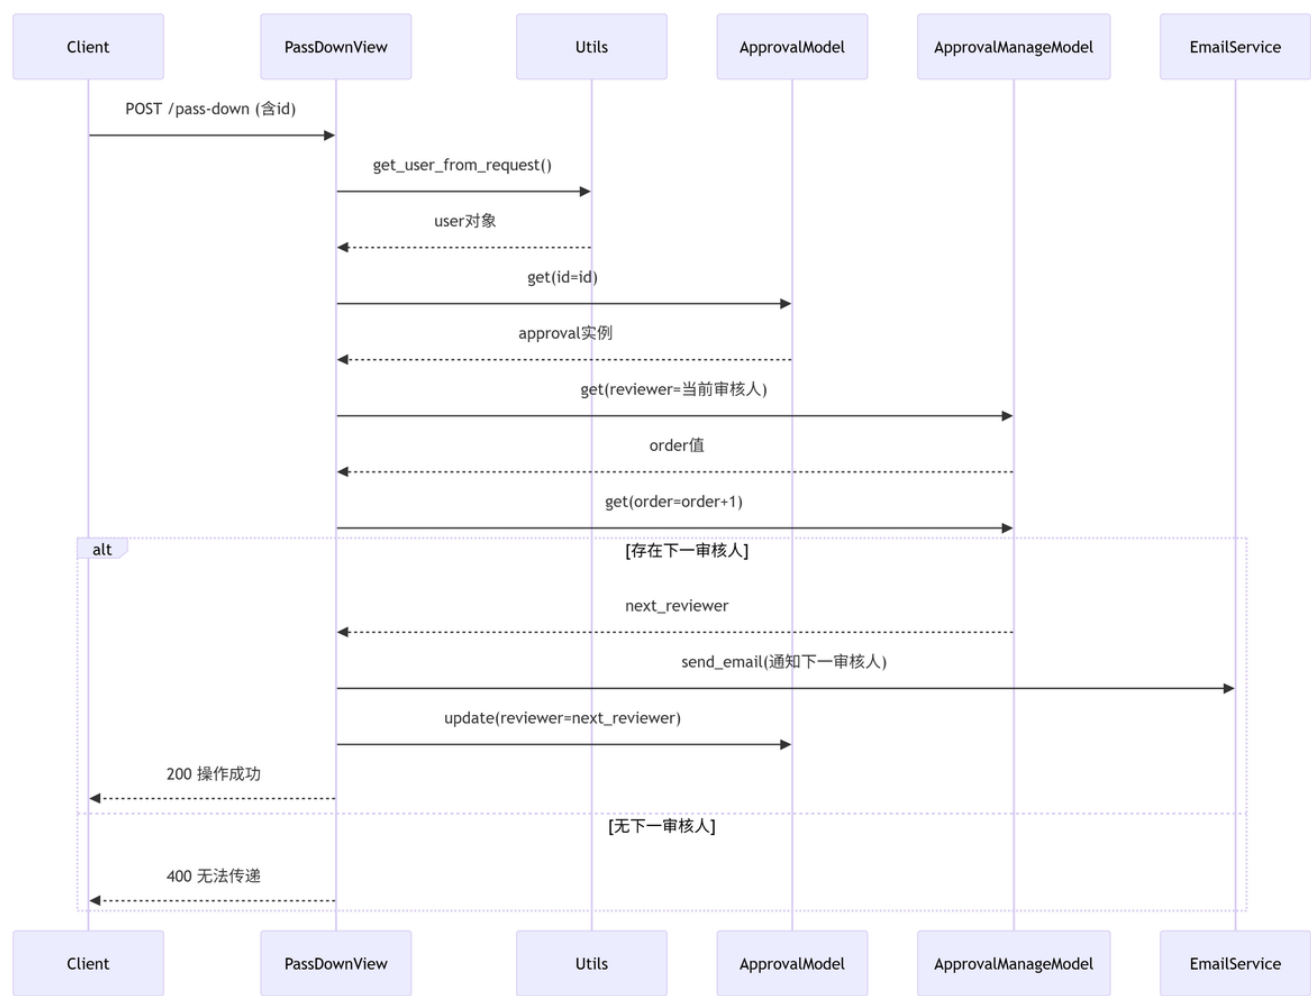 Client
PassDownView
Utils
ApprovalModel
ApprovalManageModel
EmailService
POST /pass-down (含id)
get_user_from_request()
user对象
get(id=id)
approval实例
get(reviewer=当前审核人)
order值
get(order=order+1)
alt
[存在下一审核人]
next_reviewer
send_email(通知下一审核人)
update(reviewer=next_reviewer)
200 操作成功
[无下一审核人]
400 无法传递
Client
PassDownView
Utils
ApprovalModel
ApprovalManageModel
EmailService